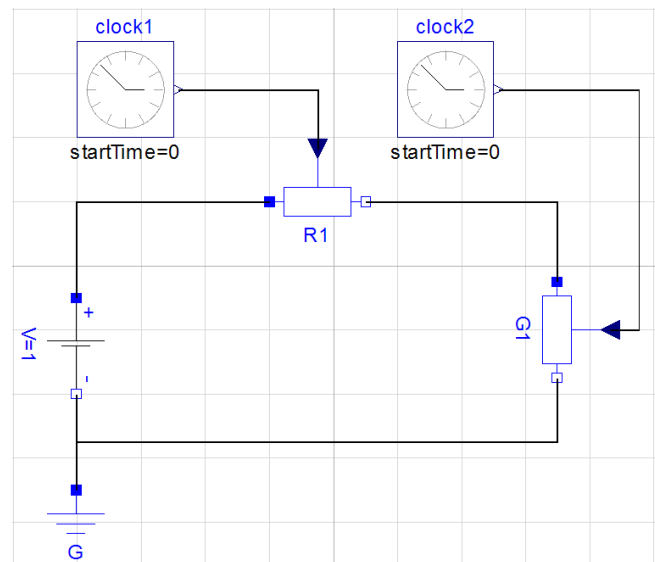 clock1
clock2
startTime=0
startTime=0
R1
+
V=1
-
G1
G